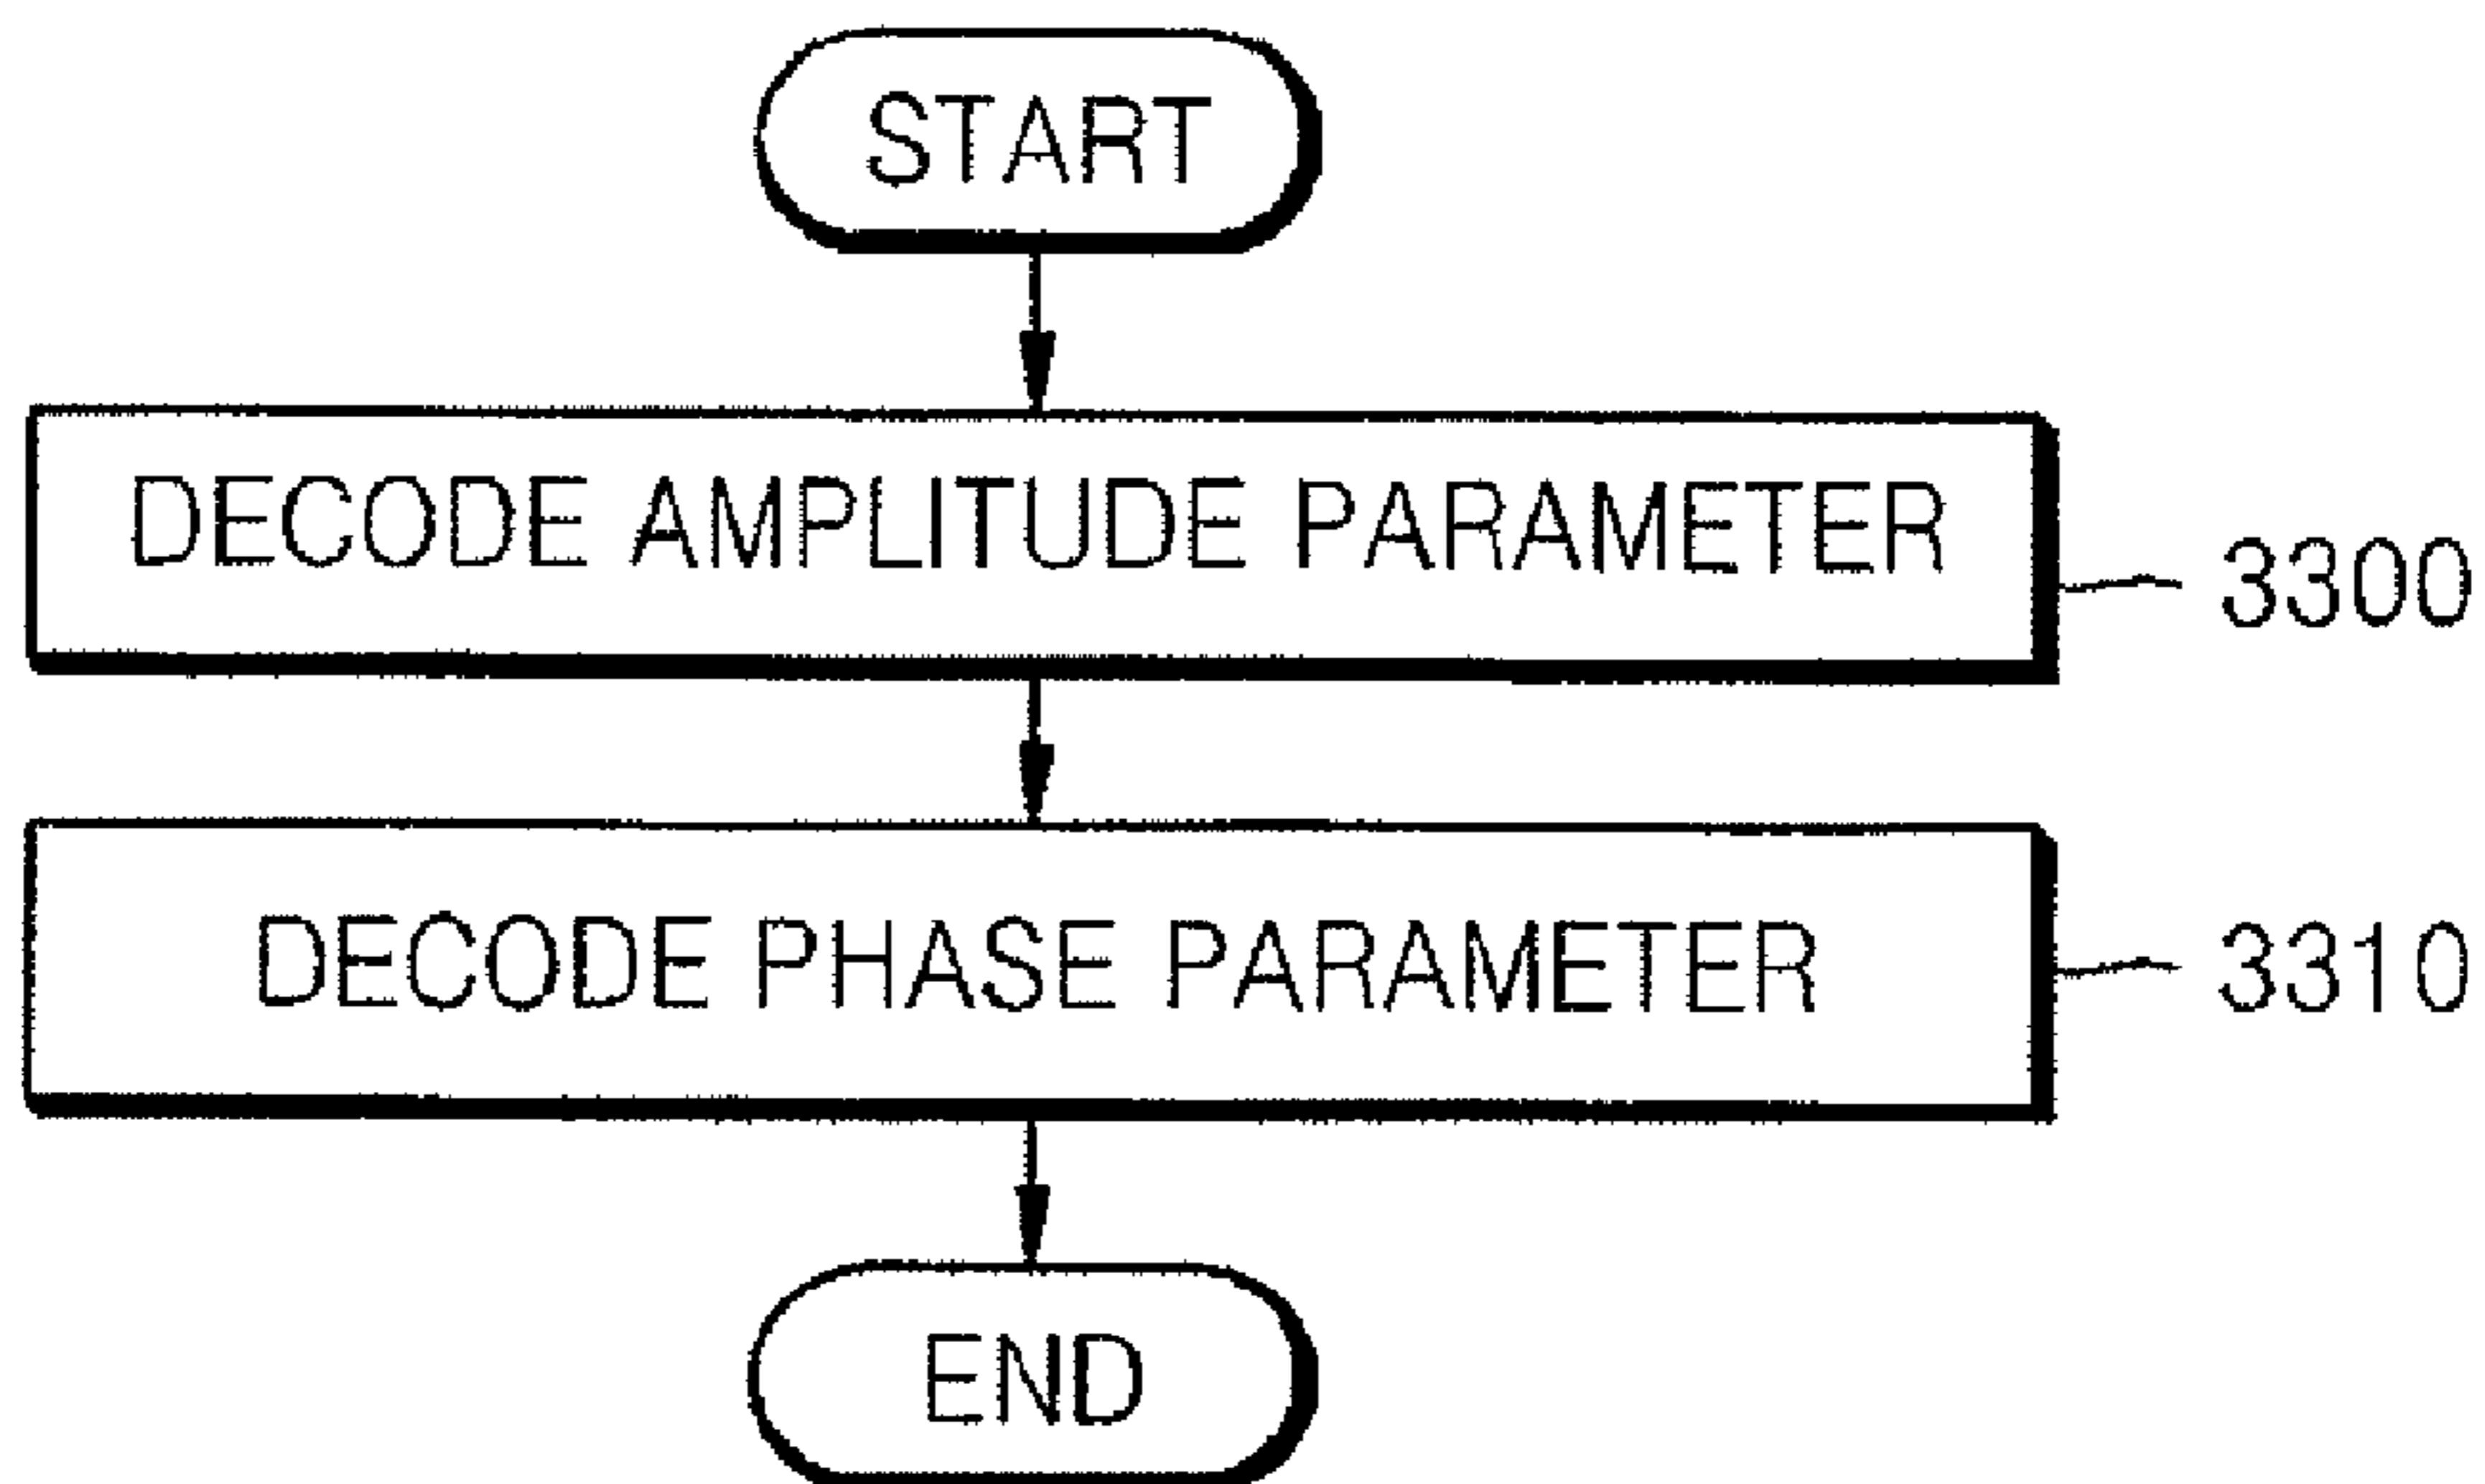 START
DECODE AMPLITUDE PARAMETER
3300
DECODE PHASE PARAMETER
3310
END